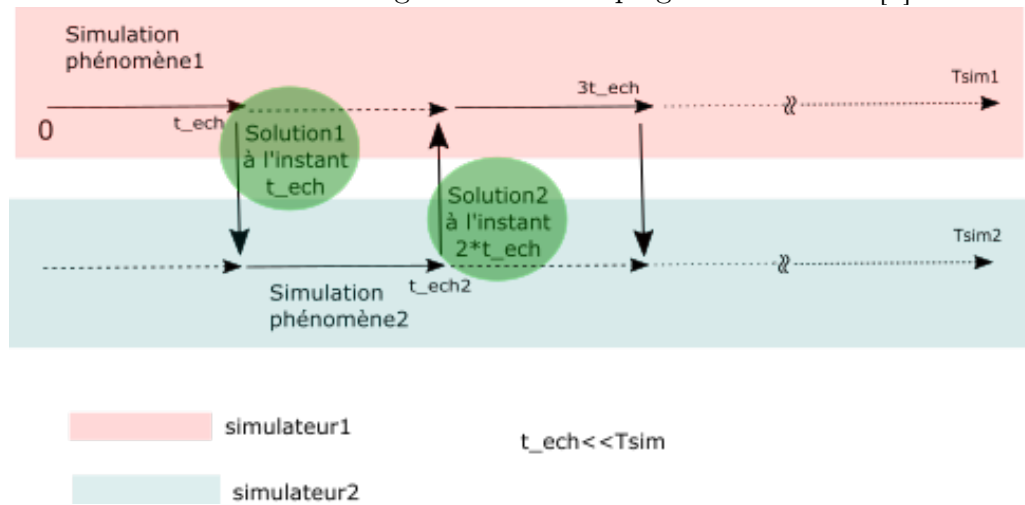 Simulation
phénomène1
Tsim1
3t_ech
0
t_ech
Solution1
à l'instant
t_ech
Solution2
à l'instant
2*t_ech
Tsim2
t_ech2
Simulation
phénomène2
simulateur1
t_ech<<Tsim
simulateur2